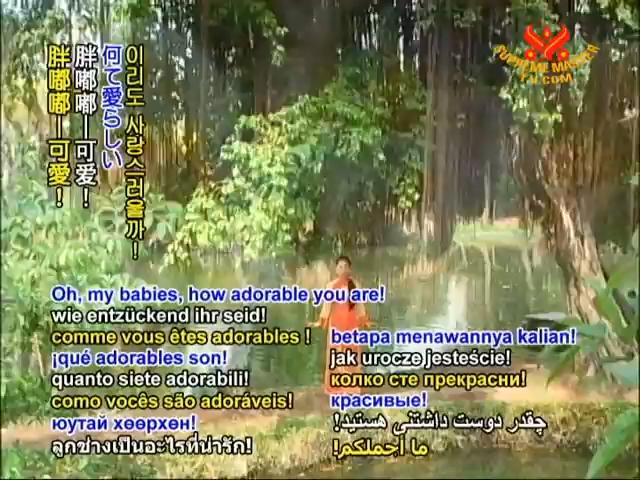 SUPREME MASTER
TV.COM
이리도 사랑스러울까!
何て愛らしい
胖嘟嘟—可爱!
胖嘟嘟—可愛!
Oh, my babies, how adorable you are!
wie entzückend ihr seid!
comme vous êtes adorables !
¡qué adorables son!
quanto siete adorabili!
como vocês são adoráveis!
юутай хөөрхөн!
ลูกช่างเป็นอะไรที่น่ารัก!
betapa menawannya kalian!
jak urocze jesteście!
колко сте прекрасни!
красивые!
چقدر دوست داشتنی هستید!
ما أجملكم!